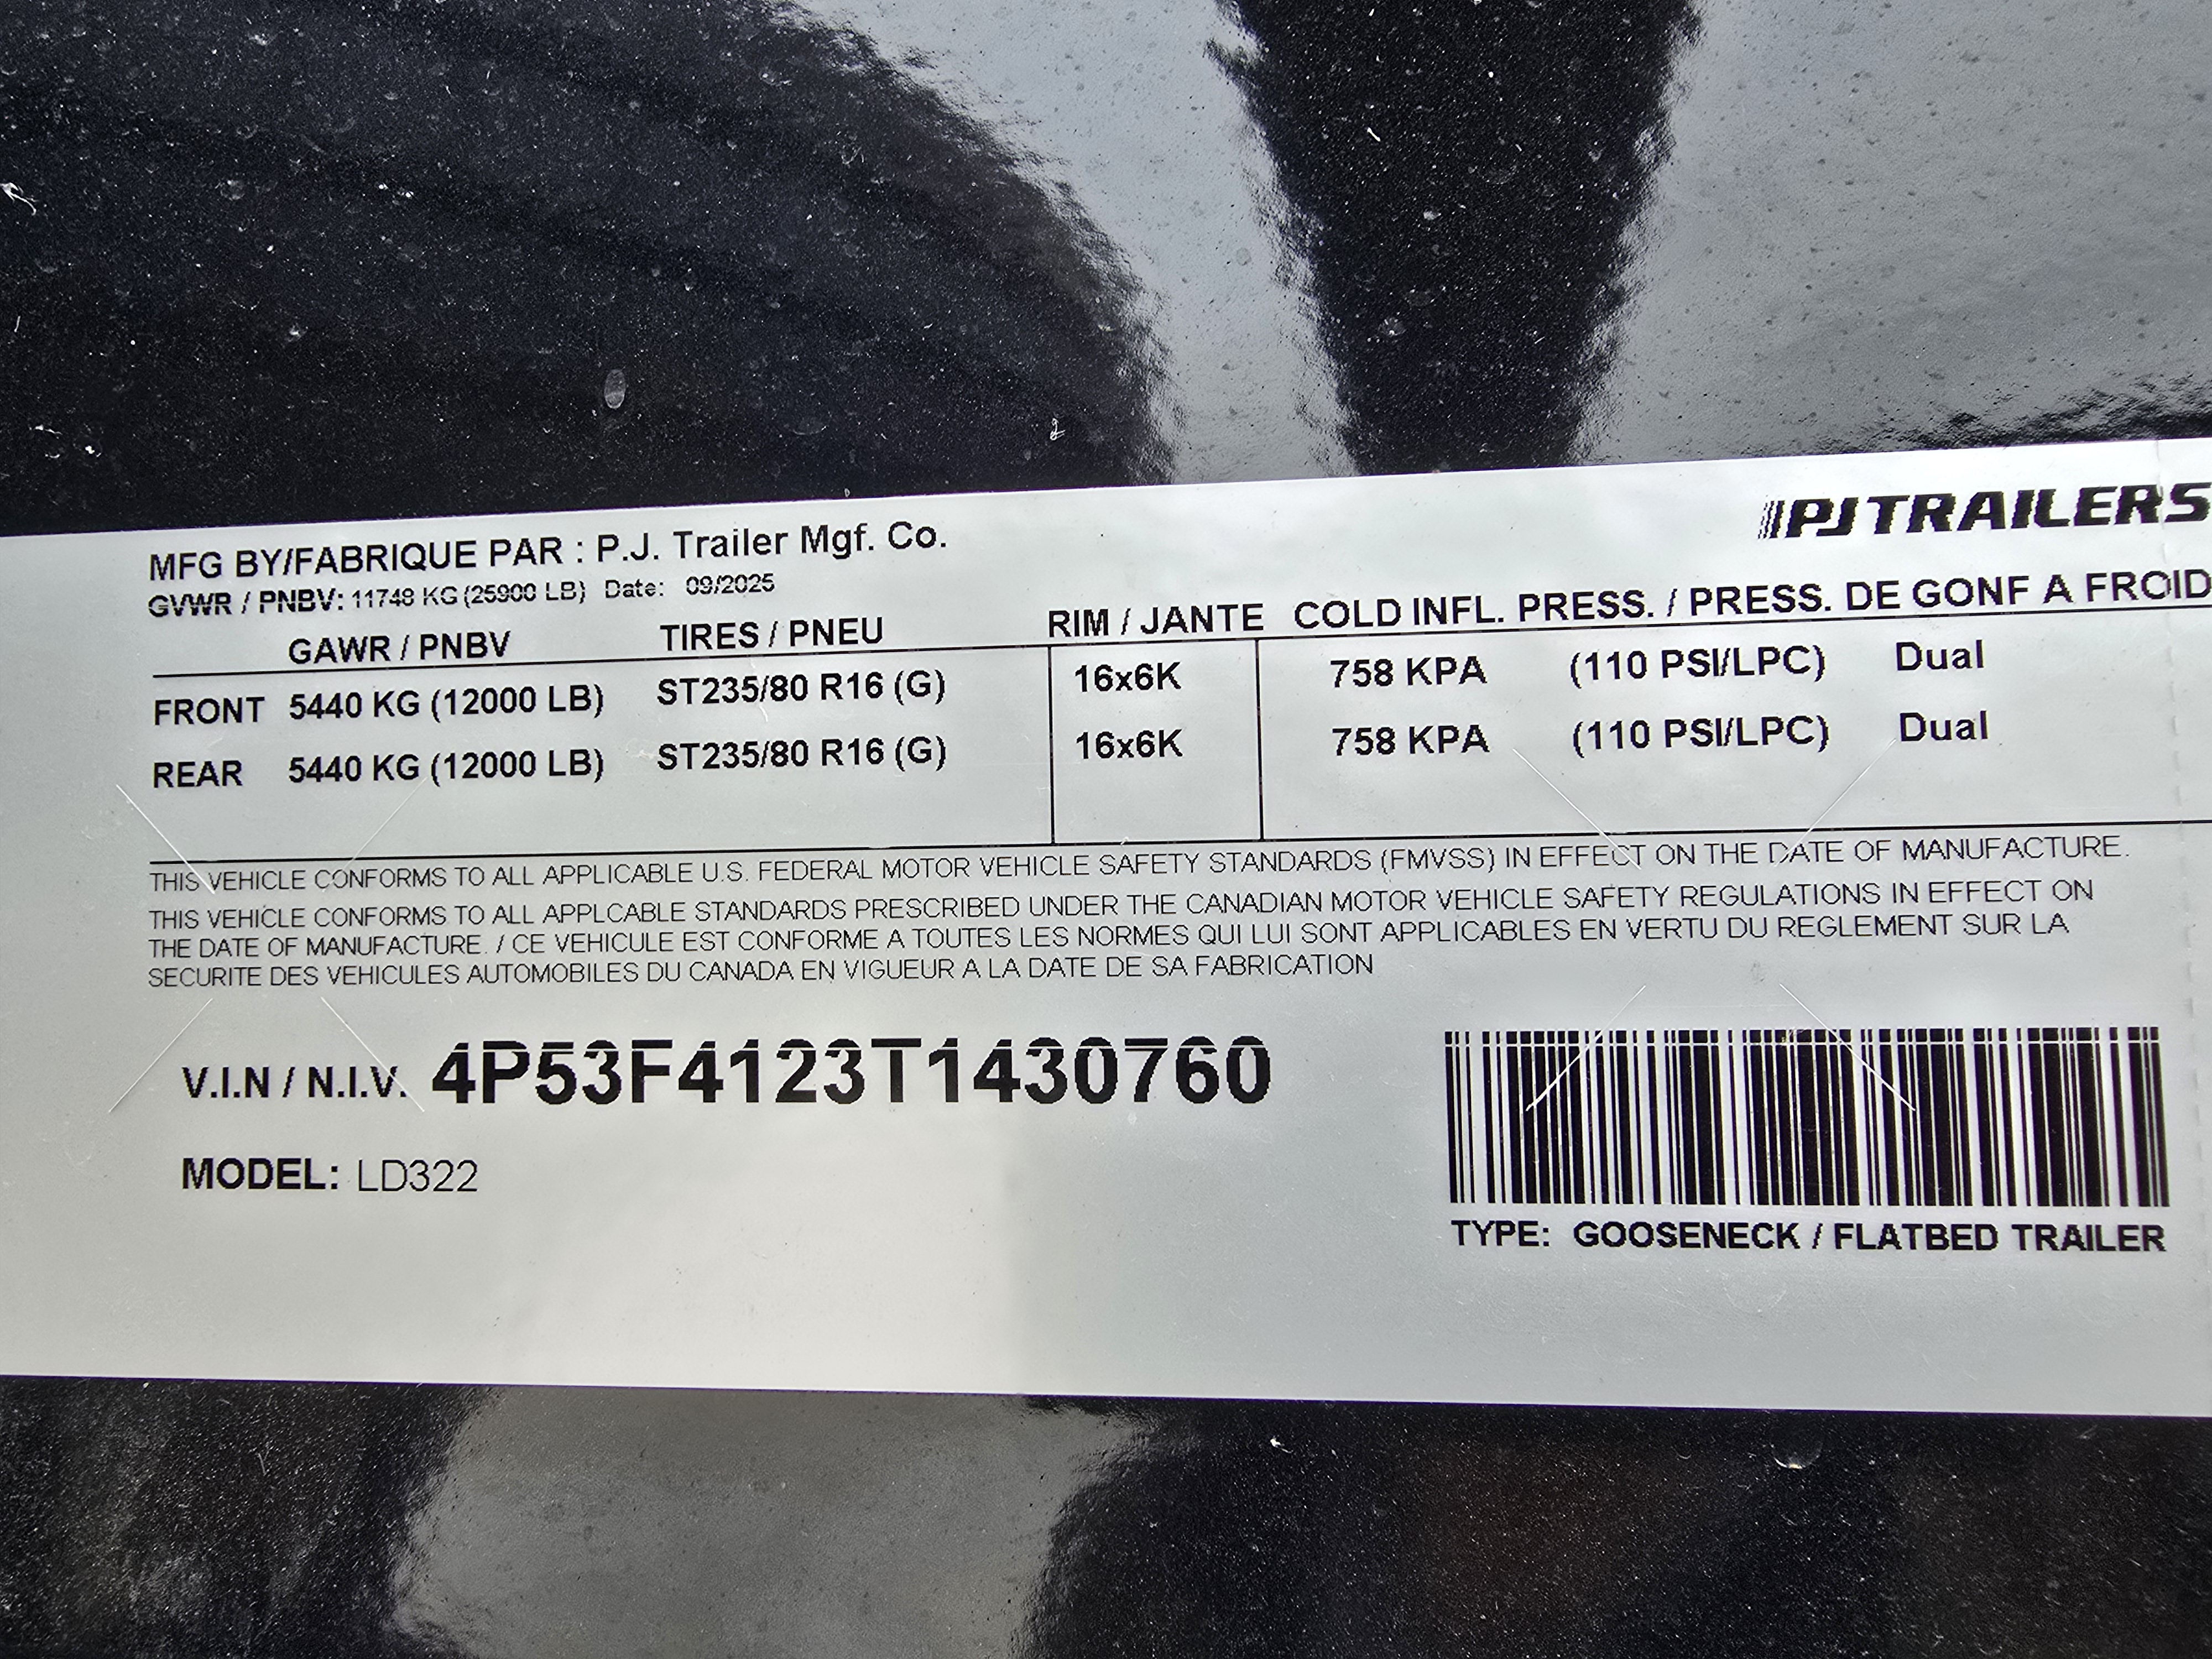 PJ TRAILERS
MFG BY/FABRIQUE PAR : P.J. Trailer Mgf. Co.
GVWR / PNBV: 11748 KG (25900 LB) Date: 09/2025
GAWR / PNBV TIRES / PNEU RIM / JANTE COLD INFL. PRESS. / PRESS. DE GONF A FROID
FRONT 5440 KG (12000 LB) ST235/80 R16 (G) 16x6K 758 KPA (110 PSI/LPC) Dual
REAR 5440 KG (12000 LB) ST235/80 R16 (G) 16x6K 758 KPA (110 PSI/LPC) Dual
THIS VEHICLE CONFORMS TO ALL APPLICABLE U.S. FEDERAL MOTOR VEHICLE SAFETY STANDARDS (FMVSS) IN EFFECT ON THE DATE OF MANUFACTURE.
THIS VEHICLE CONFORMS TO ALL APPLCABLE STANDARDS PRESCRIBED UNDER THE CANADIAN MOTOR VEHICLE SAFETY REGULATIONS IN EFFECT ON
THE DATE OF MANUFACTURE. / CE VEHICULE EST CONFORME A TOUTES LES NORMES QUI LUI SONT APPLICABLES EN VERTU DU REGLEMENT SUR LA
SECURITE DES VEHICULES AUTOMOBILES DU CANADA EN VIGUEUR A LA DATE DE SA FABRICATION
V.I.N / N.I.V. 4P53F4123T1430760
MODEL: LD322
TYPE: GOOSENECK / FLATBED TRAILER